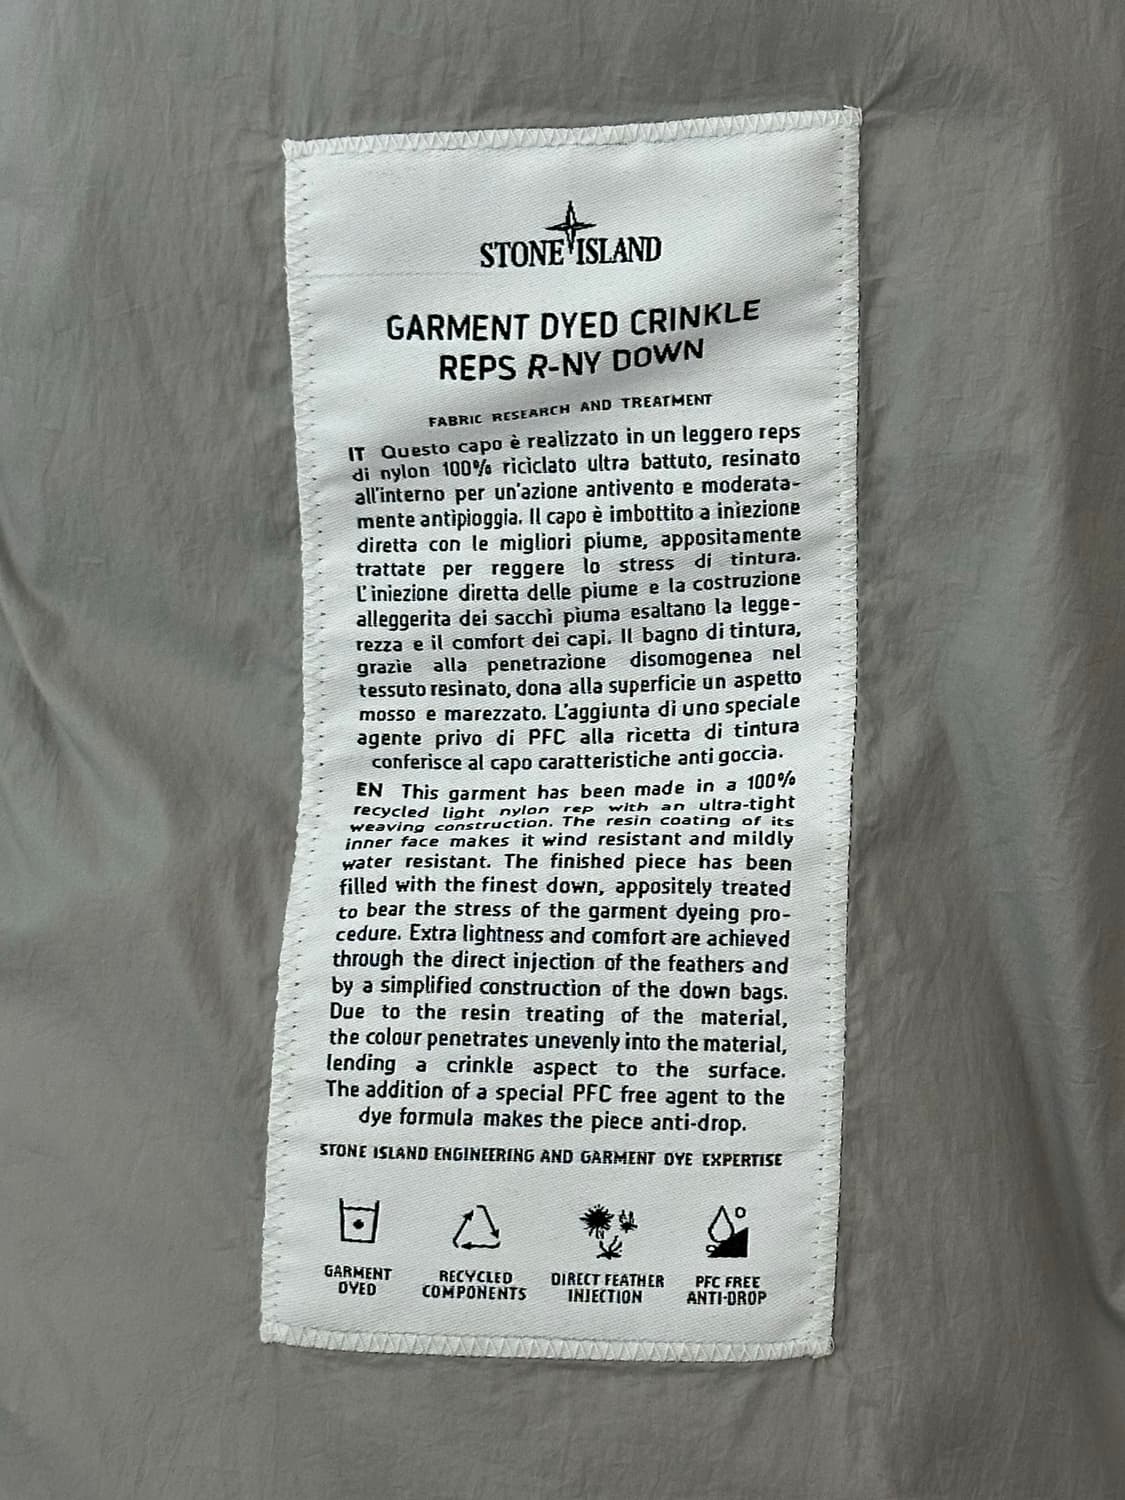 STONE ISLAND
GARMENT DYED CRINKLE
REPS R-NY DOWN
FABRIC RESEARCH AND TREATMENT
IT Questo capo è realizzato in un leggero reps
di nylon 100% riciclato ultra battuto, resinato
all'interno per un'azione antivento e moderata-
mente antipioggia. Il capo è imbottito a iniezione
diretta con le migliori piume, appositamente
trattate per reggere lo stress di tintura.
L'iniezione diretta delle piume e la costruzione
alleggerita dei sacchi piuma esaltano la legge-
rezza e il comfort dei capi. Il bagno di tintura,
grazie alla penetrazione disomogenea nel
tessuto resinato, dona alla superficie un aspetto
mosso e marezzato. L'aggiunta di uno speciale
agente privo di PFC alla ricetta di tintura
conferisce al capo caratteristiche anti goccia.
EN This garment has been made in a 100%
recycled light nylon rep with an ultra-tight
weaving construction. The resin coating of its
inner face makes it wind resistant and mildly
water resistant. The finished piece has been
filled with the finest down, appositely treated
to bear the stress of the garment dyeing pro-
cedure. Extra lightness and comfort are achieved
through the direct injection of the feathers and
by a simplified construction of the down bags.
Due to the resin treating of the material,
the colour penetrates unevenly into the material,
lending a crinkle aspect to the surface.
The addition of a special PFC free agent to the
dye formula makes the piece anti-drop.
STONE ISLAND ENGINEERING AND GARMENT DYE EXPERTISE
GARMENT DYED
RECYCLED COMPONENTS
DIRECT FEATHER INJECTION
PFC FREE ANTI-DROP